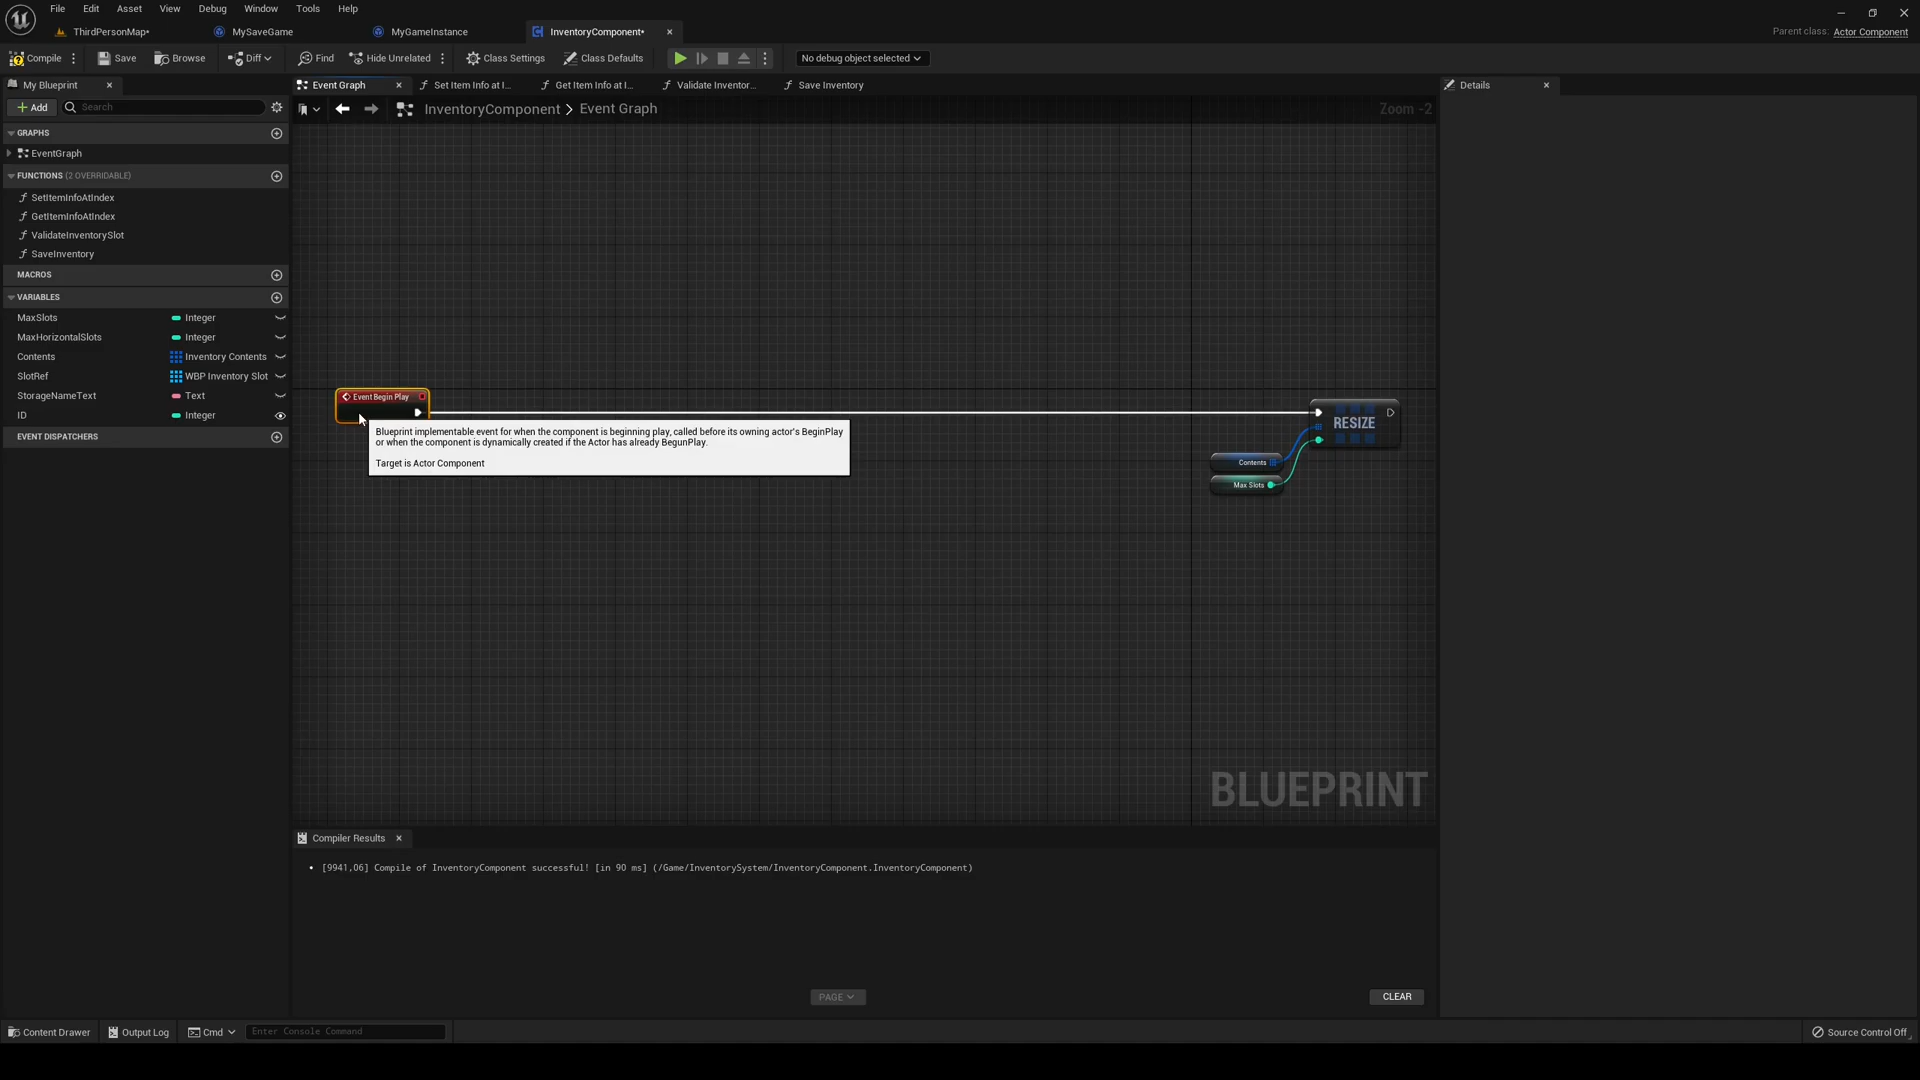 File Edit Asset View Debug Window Tools Help
ThirdPersonMap* MySaveGame MyGameInstance InventoryComponent*
Parent class: Actor Component
Compile Save Browse Diff Find Hide Unrelated Class Settings Class Defaults No debug object selected
My Blueprint Event Graph Set Item Info at I... Get Item Info at I... Validate Inventor... Save Inventory Details
Add Search
InventoryComponent > Event Graph Zoom -2
GRAPHS
EventGraph
FUNCTIONS (2 OVERRIDABLE)
SetItemInfoAtIndex
GetItemInfoAtIndex
ValidateInventorySlot
SaveInventory
MACROS
VARIABLES
MaxSlots Integer
MaxHorizontalSlots Integer
Contents Inventory Contents
SlotRef WBP Inventory Slot
StorageNameText Text
ID Integer
EVENT DISPATCHERS
Event Begin Play
Blueprint implementable event for when the component is beginning play, called before its owning actor's BeginPlay
or when the component is dynamically created if the Actor has already BegunPlay.
Target is Actor Component
RESIZE
Contents
Max Slots
BLUEPRINT
Compiler Results
• [9941,06] Compile of InventoryComponent successful! [in 90 ms] (/Game/InventorySystem/InventoryComponent.InventoryComponent)
PAGE CLEAR
Content Drawer Output Log Cmd Enter Console Command Source Control Off